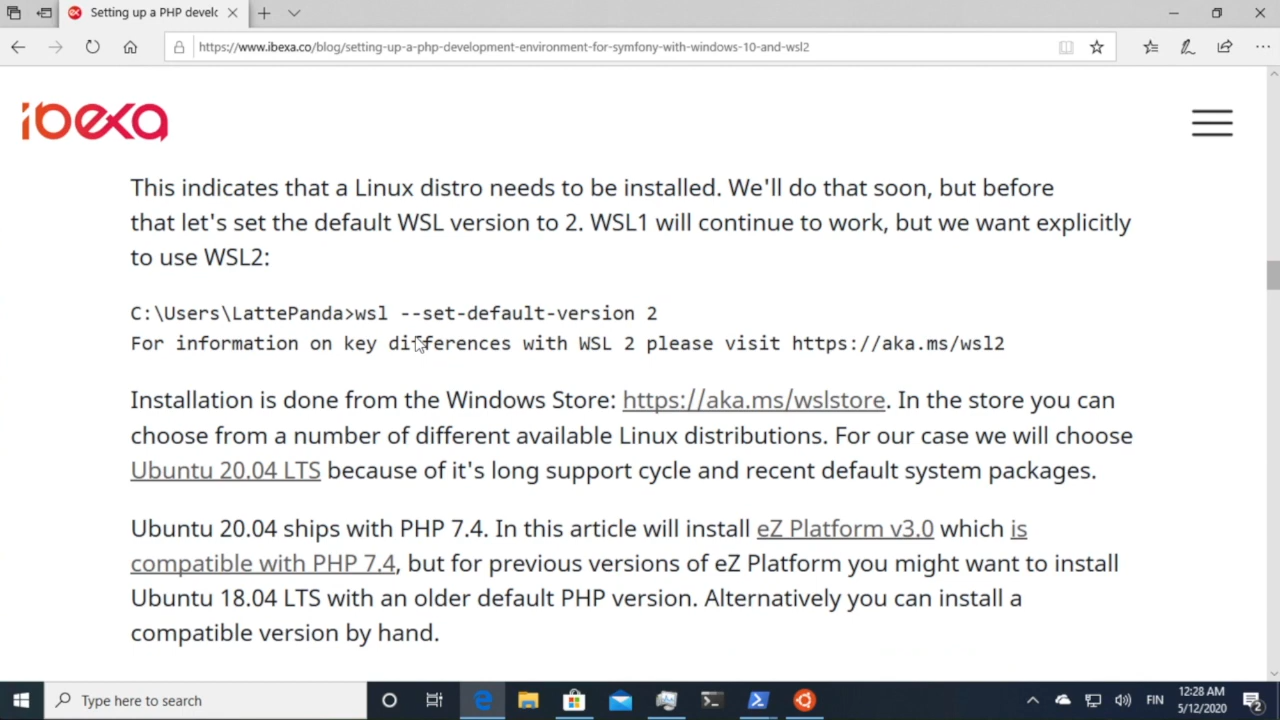 Setting up a PHP develo
https://www.ibexa.co/blog/setting-up-a-php-development-environment-for-symfony-with-windows-10-and-wsl2
ibexa
This indicates that a Linux distro needs to be installed. We'll do that soon, but before
that let's set the default WSL version to 2. WSL1 will continue to work, but we want explicitly
to use WSL2:
C:\Users\LattePanda>wsl --set-default-version 2
For information on key differences with WSL 2 please visit https://aka.ms/wsl2
Installation is done from the Windows Store: https://aka.ms/wslstore. In the store you can
choose from a number of different available Linux distributions. For our case we will choose
Ubuntu 20.04 LTS because of it's long support cycle and recent default system packages.
Ubuntu 20.04 ships with PHP 7.4. In this article will install eZ Platform v3.0 which is
compatible with PHP 7.4, but for previous versions of eZ Platform you might want to install
Ubuntu 18.04 LTS with an older default PHP version. Alternatively you can install a
compatible version by hand.
Type here to search
FIN
12:28 AM
5/12/2020
2